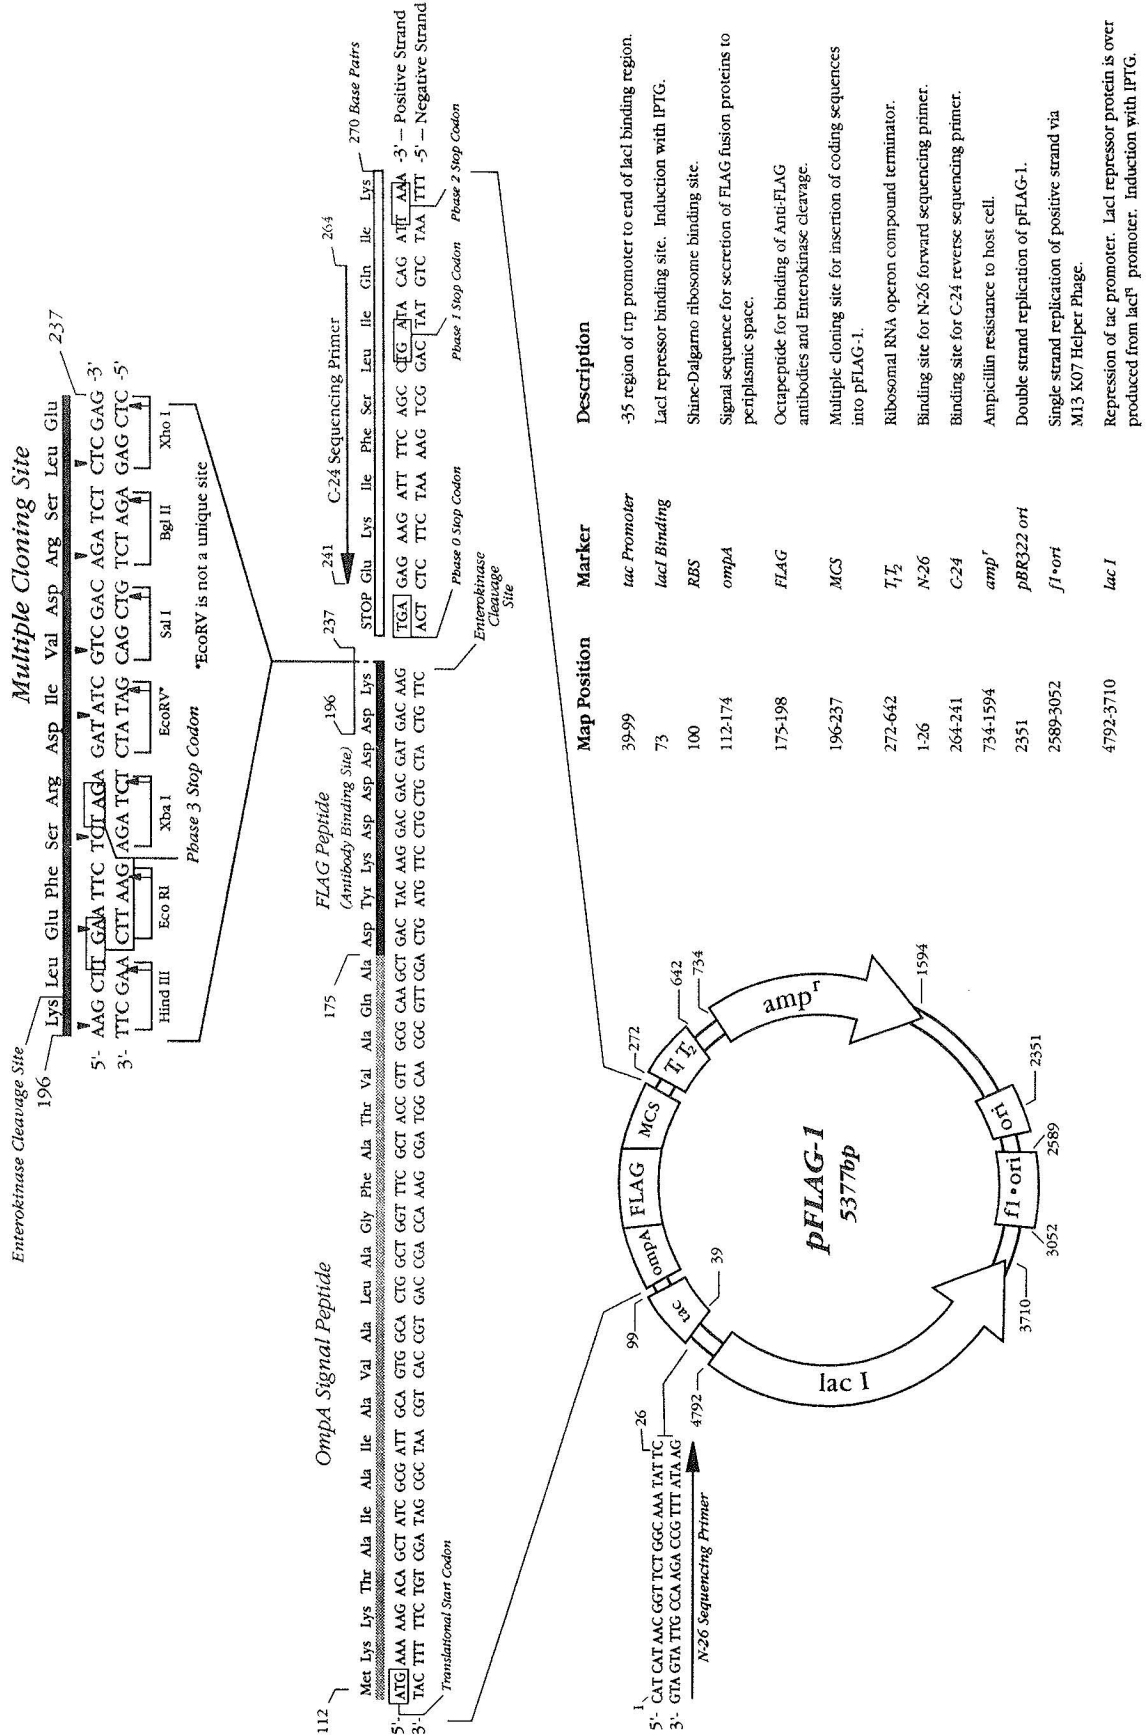 Multiple Cloning Site
Enterokinase Cleavage Site
196
237
Lys Leu Glu Phe Ser Arg Asp Ile Val Asp Arg Ser Leu Glu
5'- AAG CTT GAA TTC TCT AGA GAT ATC GTC GAC AGA TCT CTC GAG -3'
3'- TTC GAA CTT AAG AGA TCT CTA TAG CAG CTG TCT AGA GAG CTC -5'
Hind III Eco RI Xba I EcoRV* Sal I Bgl II Xho I
Phase 3 Stop Codon
*EcoRV is not a unique site
OmpA Signal Peptide
FLAG Peptide
(Antibody Binding Site)
C-24 Sequencing Primer
112
175
196
237
241
264
270 Base Pairs
Met Lys Lys Thr Ala Ile Ala Ile Ala Val Ala Leu Ala Gly Phe Ala Thr Val Ala Gln Ala Asp Tyr Lys Asp Asp Asp Asp Lys STOP Glu Lys Ile Phe Ser Leu Ile Gln Ile Lys
5'- ATG AAA AAG ACA GCT ATC GCG ATT GCA GTG GCA CTG GCT GGT TTC GCT ACC GTT GCG CAA GCT GAC TAC AAG GAC GAC GAT GAC AAG TGA GAG AAG ATT TTC AGC CTG ATA CAG ATT AAA -3' – Positive Strand
3'- TAC TTT TTC TGT CGA TAG CGC TAA CGT CAC CGT GAC CGA CCA AAG CGA TGG CAA CGC GTT CGA CTG ATG TTC CTG CTG CTA CTG TTC ACT CTC TTC TAA AAG TCG GAC TAT GTC TAA TTT -5' – Negative Strand
Translational Start Codon
Enterokinase
Cleavage
Site
Phase 0 Stop Codon
Phase 1 Stop Codon
Phase 2 Stop Codon
1
26
5'- CAT CAT AAC GGT TCT GGC AAA TAT TC
3'- GTA GTA TTG CCA AGA CCG TTT ATA AG
N-26 Sequencing Primer
pFLAG-1
5377bp
tac
ompA
FLAG
MCS
T1 T2
ampr
ori
f1•ori
lac I
39
99
272
642
734
1594
2351
2589
3052
3710
4792
Map Position Marker Description
39-99 tac Promoter -35 region of trp promoter to end of lacI binding region.
73 lacI Binding LacI repressor binding site. Induction with IPTG.
100 RBS Shine-Dalgarno ribosome binding site.
112-174 ompA Signal sequence for secretion of FLAG fusion proteins to
periplasmic space.
175-198 FLAG Octapeptide for binding of Anti-FLAG
antibodies and Enterokinase cleavage.
196-237 MCS Multiple cloning site for insertion of coding sequences
into pFLAG-1.
272-642 T1T2 Ribosomal RNA operon compound terminator.
1-26 N-26 Binding site for N-26 forward sequencing primer.
264-241 C-24 Binding site for C-24 reverse sequencing primer.
734-1594 ampr Ampicillin resistance to host cell.
2351 pBR322 ori Double strand replication of pFLAG-1.
2589-3052 f1•ori Single strand replication of positive strand via
M13 K07 Helper Phage.
4792-3710 lac I Repression of tac promoter. LacI repressor protein is over
produced from lacIq promoter. Induction with IPTG.